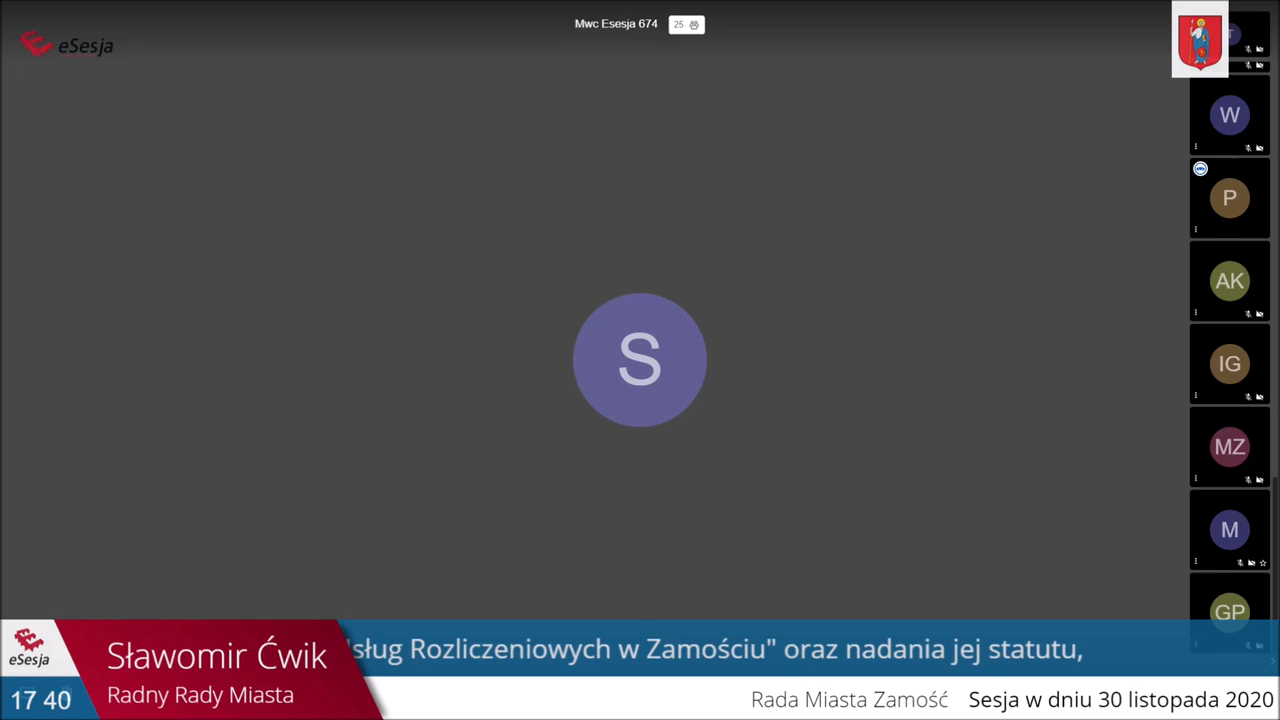 Mwc Esesja 674 25
eSesja
T
W
P
AK
IG
MZ
M
GP
S
eSesja
Sławomir Ćwik
Radny Rady Miasta
sług Rozliczeniowych w Zamościu" oraz nadania jej statutu,
17 40
Rada Miasta Zamość Sesja w dniu 30 listopada 2020